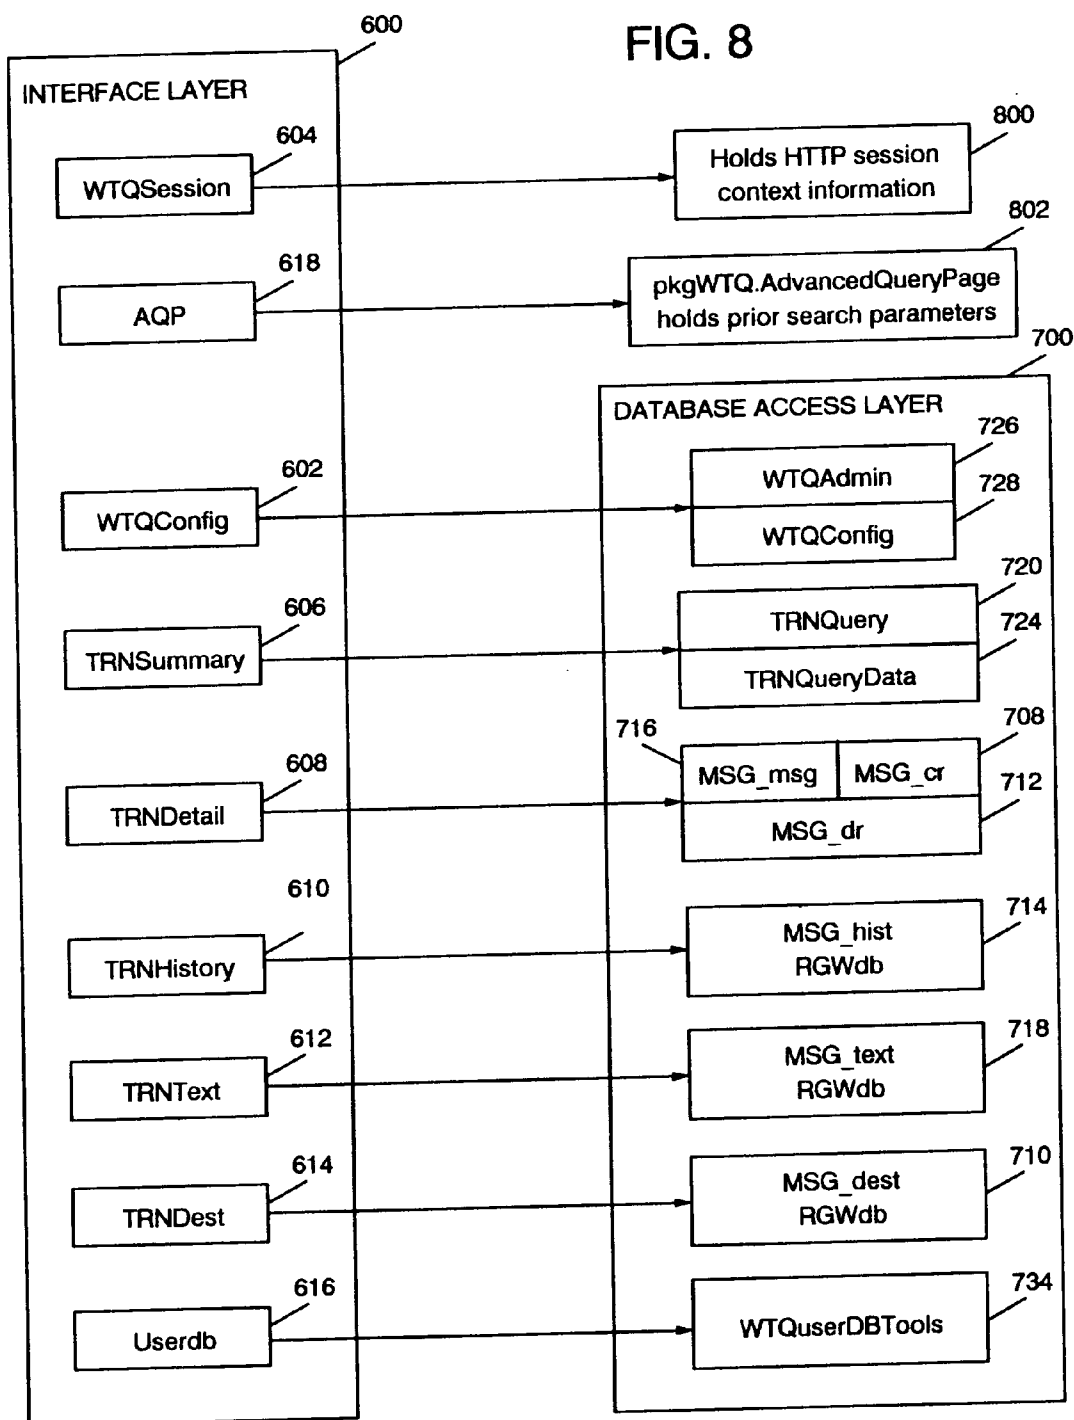 FIG. 8
600
INTERFACE LAYER
604
WTQSession
800
Holds HTTP session
context information
618
AQP
802
pkgWTQ.AdvancedQueryPage
holds prior search parameters
700
DATABASE ACCESS LAYER
602
WTQConfig
726
WTQAdmin
728
WTQConfig
606
TRNSummary
720
TRNQuery
724
TRNQueryData
608
TRNDetail
716
MSG_msg
708
MSG_cr
712
MSG_dr
610
TRNHistory
714
MSG_hist
RGWdb
612
TRNText
718
MSG_text
RGWdb
614
TRNDest
710
MSG_dest
RGWdb
616
Userdb
734
WTQuserDBTools